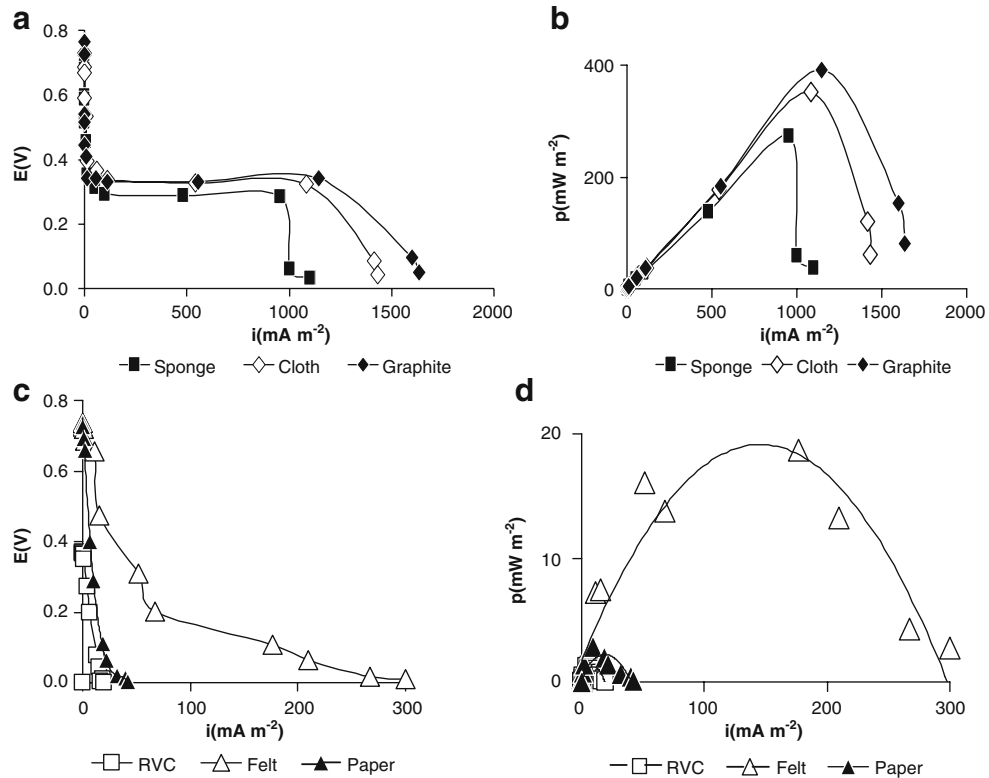 a
0.8
0.6
0.4
0.2
0.0
E(V)
0 500 1000 1500 2000
i(mA m-2)
Sponge Cloth Graphite
b
400
200
0
p(mW m-2)
0 500 1000 1500 2000
i(mA m-2)
Sponge Cloth Graphite
c
0.8
0.6
0.4
0.2
0.0
E(V)
0 100 200 300
i(mA m-2)
RVC Felt Paper
d
20
10
0
p(mW m-2)
0 100 200 300
i(mA m-2)
RVC Felt Paper